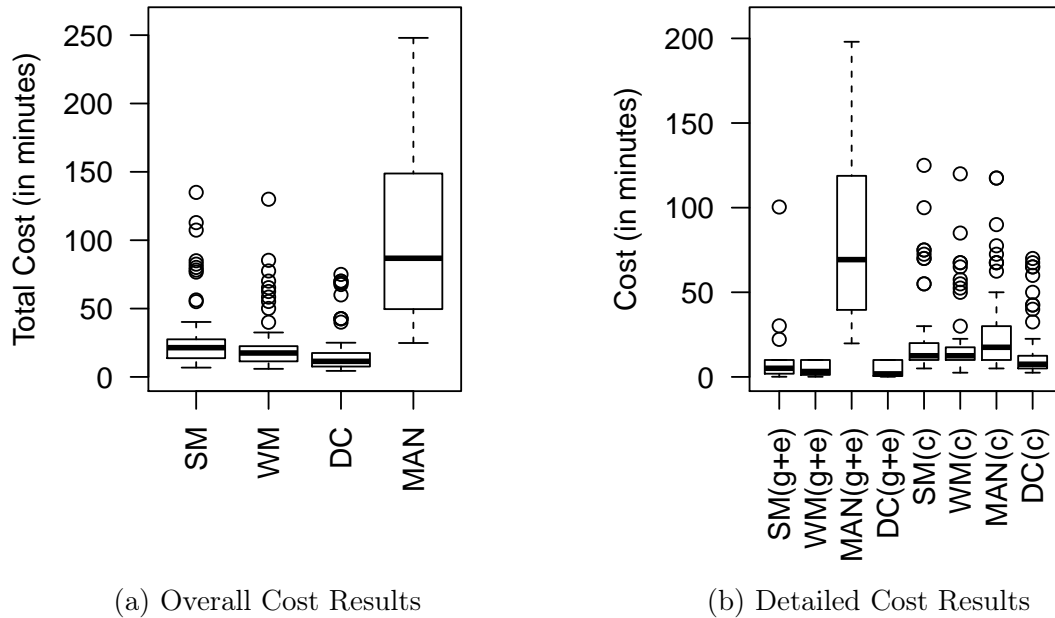 Total Cost (in minutes)
250
200
150
100
50
0
SM
WM
DC
MAN
(a) Overall Cost Results
Cost (in minutes)
200
150
100
50
0
SM(g+e)
WM(g+e)
MAN(g+e)
DC(g+e)
SM(c)
WM(c)
MAN(c)
DC(c)
(b) Detailed Cost Results